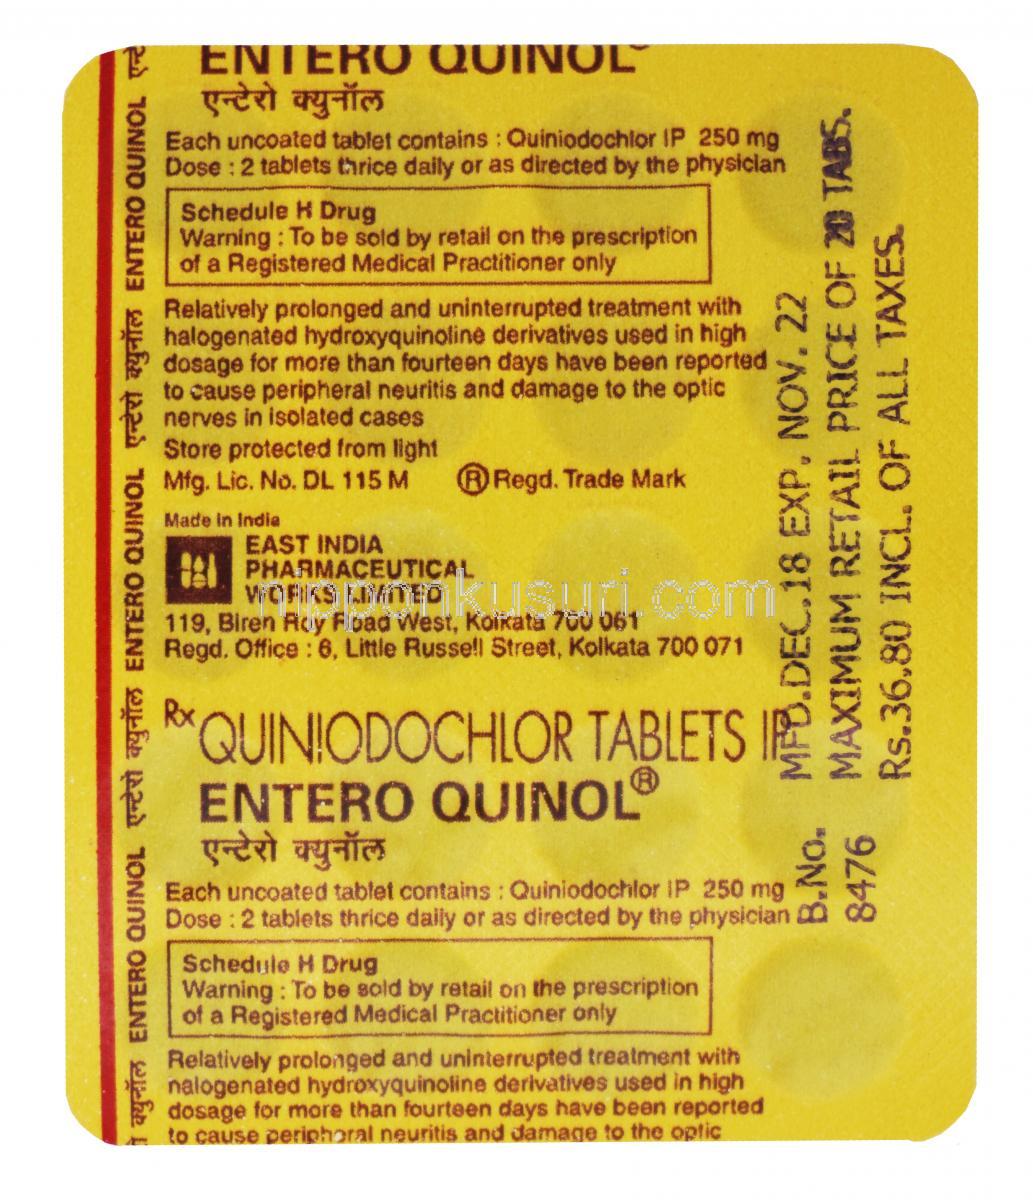 ENTERO QUINOL®
एन्टेरो क्युनॉल
Each uncoated tablet contains : Quiniodochlor IP 250 mg
Dose : 2 tablets thrice daily or as directed by the physician
Schedule H Drug
Warning : To be sold by retail on the prescription
of a Registered Medical Practitioner only
Relatively prolonged and uninterrupted treatment with
halogenated hydroxyquinoline derivatives used in high
dosage for more than fourteen days have been reported
to cause peripheral neuritis and damage to the optic
nerves in isolated cases
Store protected from light
Mfg. Lic. No. DL 115 M ® Regd. Trade Mark
Made in India
EAST INDIA
PHARMACEUTICAL
WORKS LIMITED
119, Biren Roy Road West, Kolkata 700 061
Regd. Office : 6, Little Russell Street, Kolkata 700 071
Rx QUINIODOCHLOR TABLETS IP
ENTERO QUINOL®
एन्टेरो क्युनॉल
Each uncoated tablet contains : Quiniodochlor IP 250 mg
Dose : 2 tablets thrice daily or as directed by the physician
Schedule H Drug
Warning : To be sold by retail on the prescription
of a Registered Medical Practitioner only
Relatively prolonged and uninterrupted treatment with
halogenated hydroxyquinoline derivatives used in high
dosage for more than fourteen days have been reported
to cause peripheral neuritis and damage to the optic
क्युनॉल ENTERO QUINOL एन्टेरो क्युनॉल ENTERO QUINOL एन्टेरो क्युनॉल ENTERO QUINOL एन्टे
B.No. MFD.DEC.18 EXP. NOV. 22
8476 MAXIMUM RETAIL PRICE OF 20 TABS.
Rs.36.80 INCL. OF ALL TAXES.
nipponkusuri.com